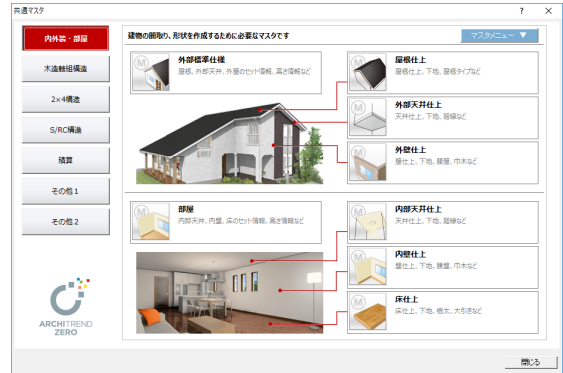 共通マスタ
? ×
内外装・部屋
木造軸組構造
2×4構造
S/RC構造
積算
その他1
その他2
ARCHITREND
ZERO
建物の間取り、形状を作成するために必要なマスタです
マスタメニュー ▼
M
外部標準仕様
屋根、外部天井、外壁のセット情報、高さ情報など
M
屋根仕上
屋根仕上、下地、屋根タイプなど
M
外部天井仕上
天井仕上、下地、廻縁など
M
外壁仕上
壁仕上、下地、腰壁、巾木など
M
部屋
内部天井、内壁、床のセット情報、高さ情報など
M
内部天井仕上
天井仕上、下地、廻縁など
M
内壁仕上
壁仕上、下地、腰壁、巾木など
M
床仕上
床仕上、下地、根太、大引きなど
閉じる